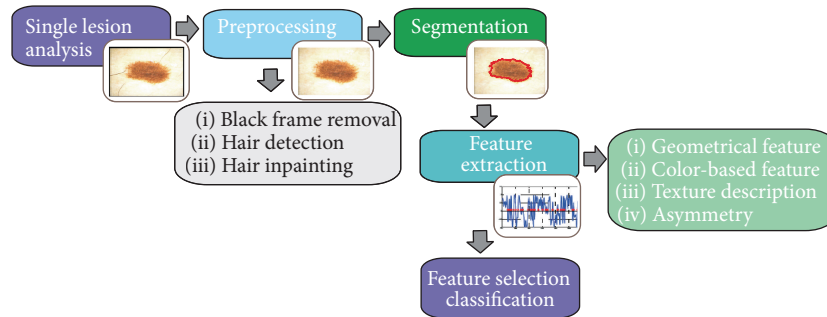 Single lesion
analysis
Preprocessing
Segmentation
(i) Black frame removal
(ii) Hair detection
(iii) Hair inpainting
Feature
extraction
(i) Geometrical feature
(ii) Color-based feature
(iii) Texture description
(iv) Asymmetry
Feature selection
classification